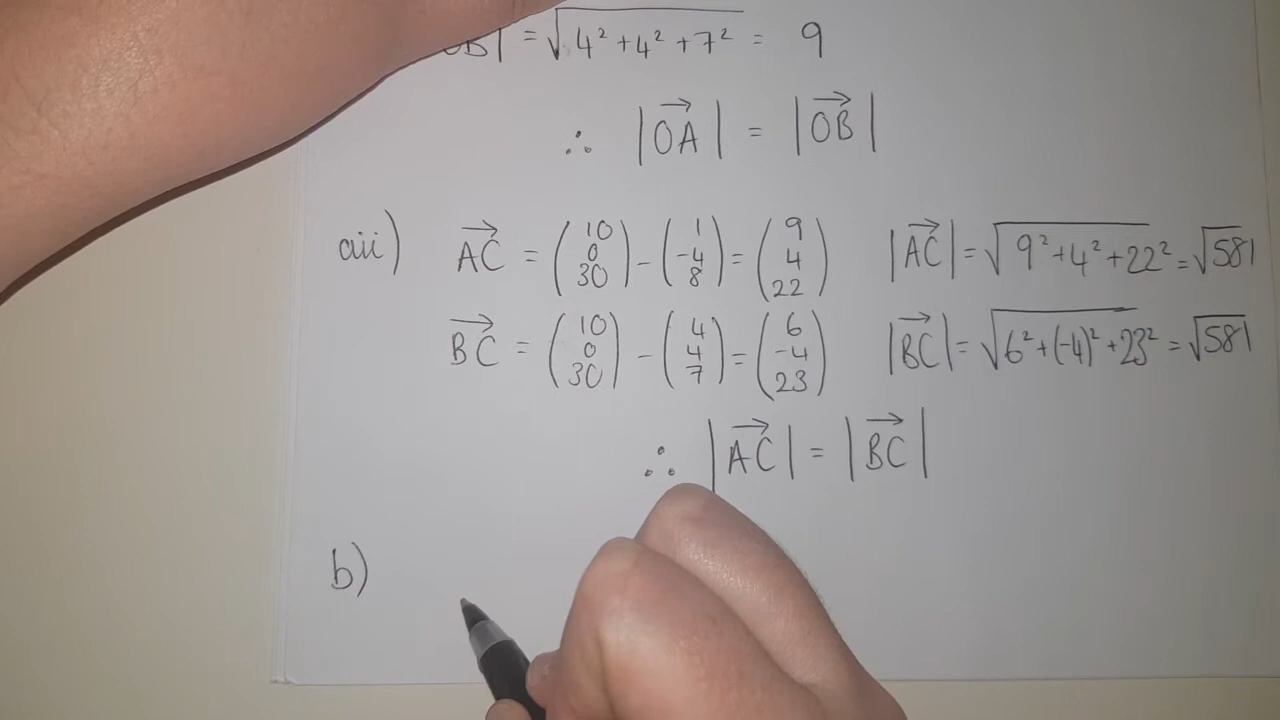 OB| = √4² + 4² + 7² = 9
∴ |OA| = |OB|
aii) AC = (10 0 30) - (1 -4 8) = (9 4 22) |AC| = √9² + 4² + 22² = √581
BC = (10 0 30) - (4 4 7) = (6 -4 23) |BC| = √6² + (-4)² + 23² = √581
∴ |AC| = |BC|
b)